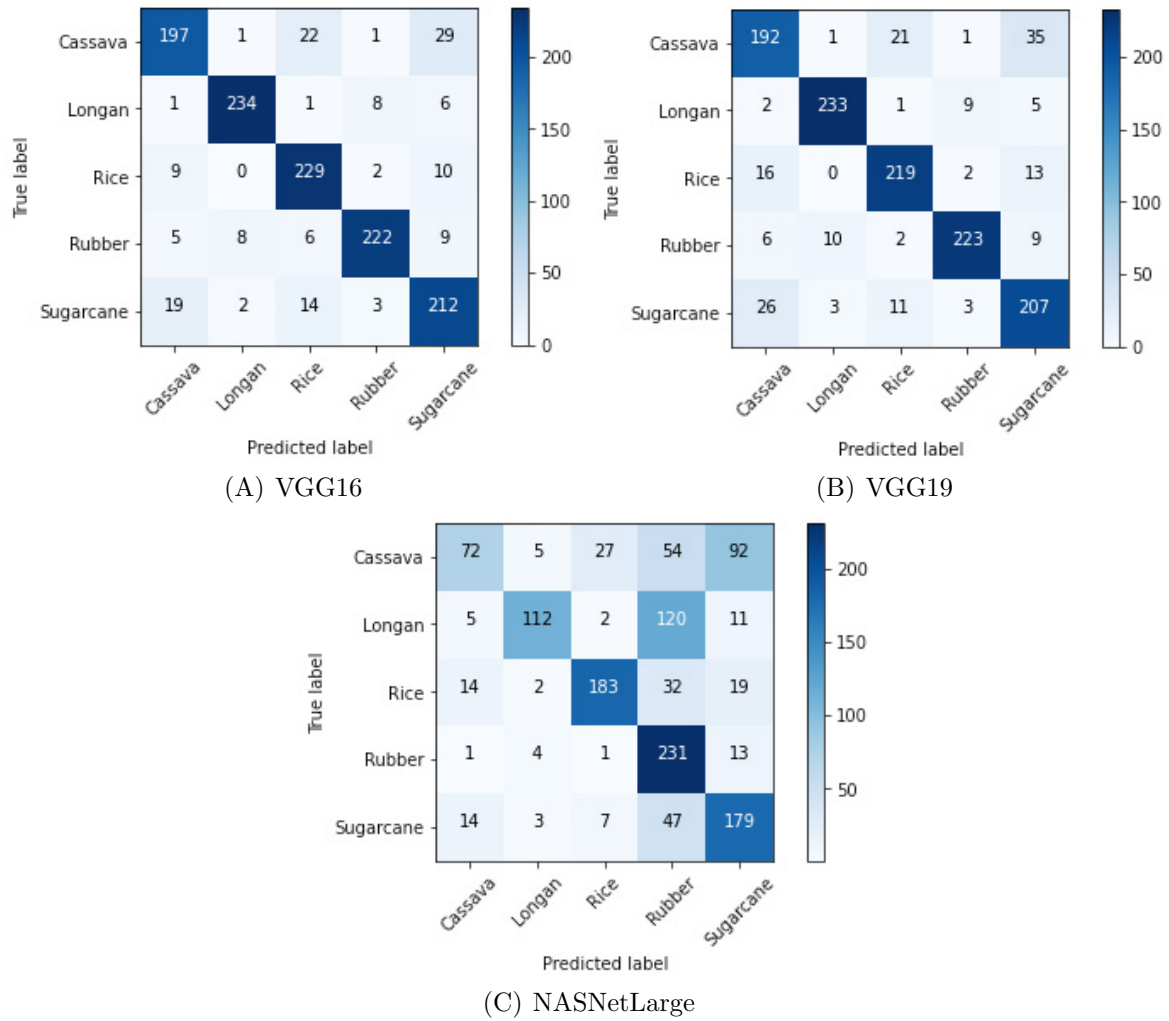 Cassava 197 1 22 1 29
Longan 1 234 1 8 6
Rice 9 0 229 2 10
Rubber 5 8 6 222 9
Sugarcane 19 2 14 3 212
True label
200
150
100
50
0
Cassava Longan Rice Rubber Sugarcane
Predicted label
(A) VGG16
Cassava 192 1 21 1 35
Longan 2 233 1 9 5
Rice 16 0 219 2 13
Rubber 6 10 2 223 9
Sugarcane 26 3 11 3 207
True label
200
150
100
50
0
Cassava Longan Rice Rubber Sugarcane
Predicted label
(B) VGG19
Cassava 72 5 27 54 92
Longan 5 112 2 120 11
Rice 14 2 183 32 19
Rubber 1 4 1 231 13
Sugarcane 14 3 7 47 179
True label
200
150
100
50
Cassava Longan Rice Rubber Sugarcane
Predicted label
(C) NASNetLarge